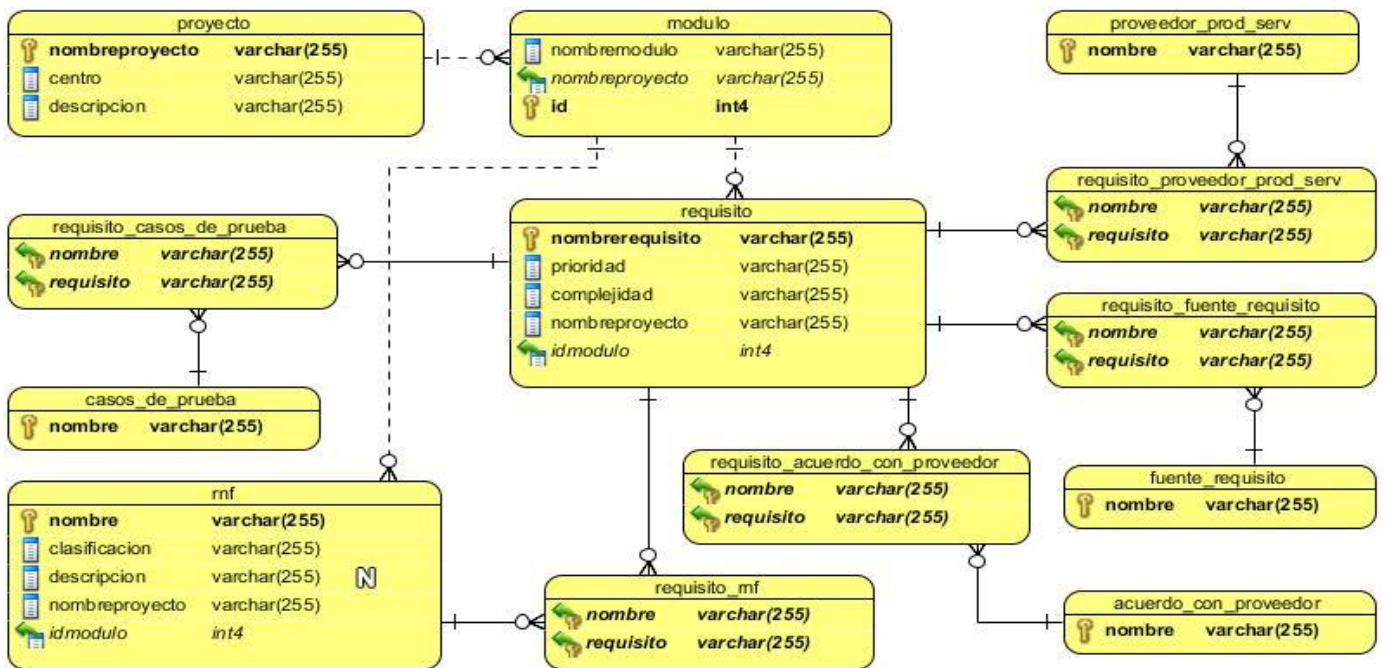 proyecto
nombreproyecto varchar(255)
centro varchar(255)
descripcion varchar(255)
modulo
nombremodulo varchar(255)
nombreproyecto varchar(255)
id int4
proveedor_prod_serv
nombre varchar(255)
requisito_proveedor_prod_serv
nombre varchar(255)
requisito varchar(255)
requisito_casos_de_prueba
nombre varchar(255)
requisito varchar(255)
requisito
nombrerequisito varchar(255)
prioridad varchar(255)
complejidad varchar(255)
nombreproyecto varchar(255)
idmodulo int4
requisito_fuente_requisito
nombre varchar(255)
requisito varchar(255)
casos_de_prueba
nombre varchar(255)
requisito_acuerdo_con_proveedor
nombre varchar(255)
requisito varchar(255)
fuente_requisito
nombre varchar(255)
rnf
nombre varchar(255)
clasificacion varchar(255)
descripcion varchar(255) N
nombreproyecto varchar(255)
idmodulo int4
requisito_rnf
nombre varchar(255)
requisito varchar(255)
acuerdo_con_proveedor
nombre varchar(255)